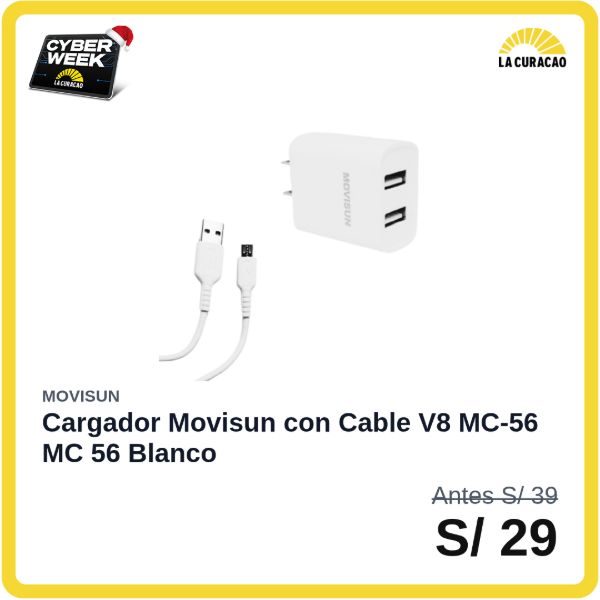 CYBER
WEEK
LA CURACAO
LA CURACAO
MOVISUN
MOVISUN
Cargador Movisun con Cable V8 MC-56
MC 56 Blanco
Antes S/ 39
S/ 29